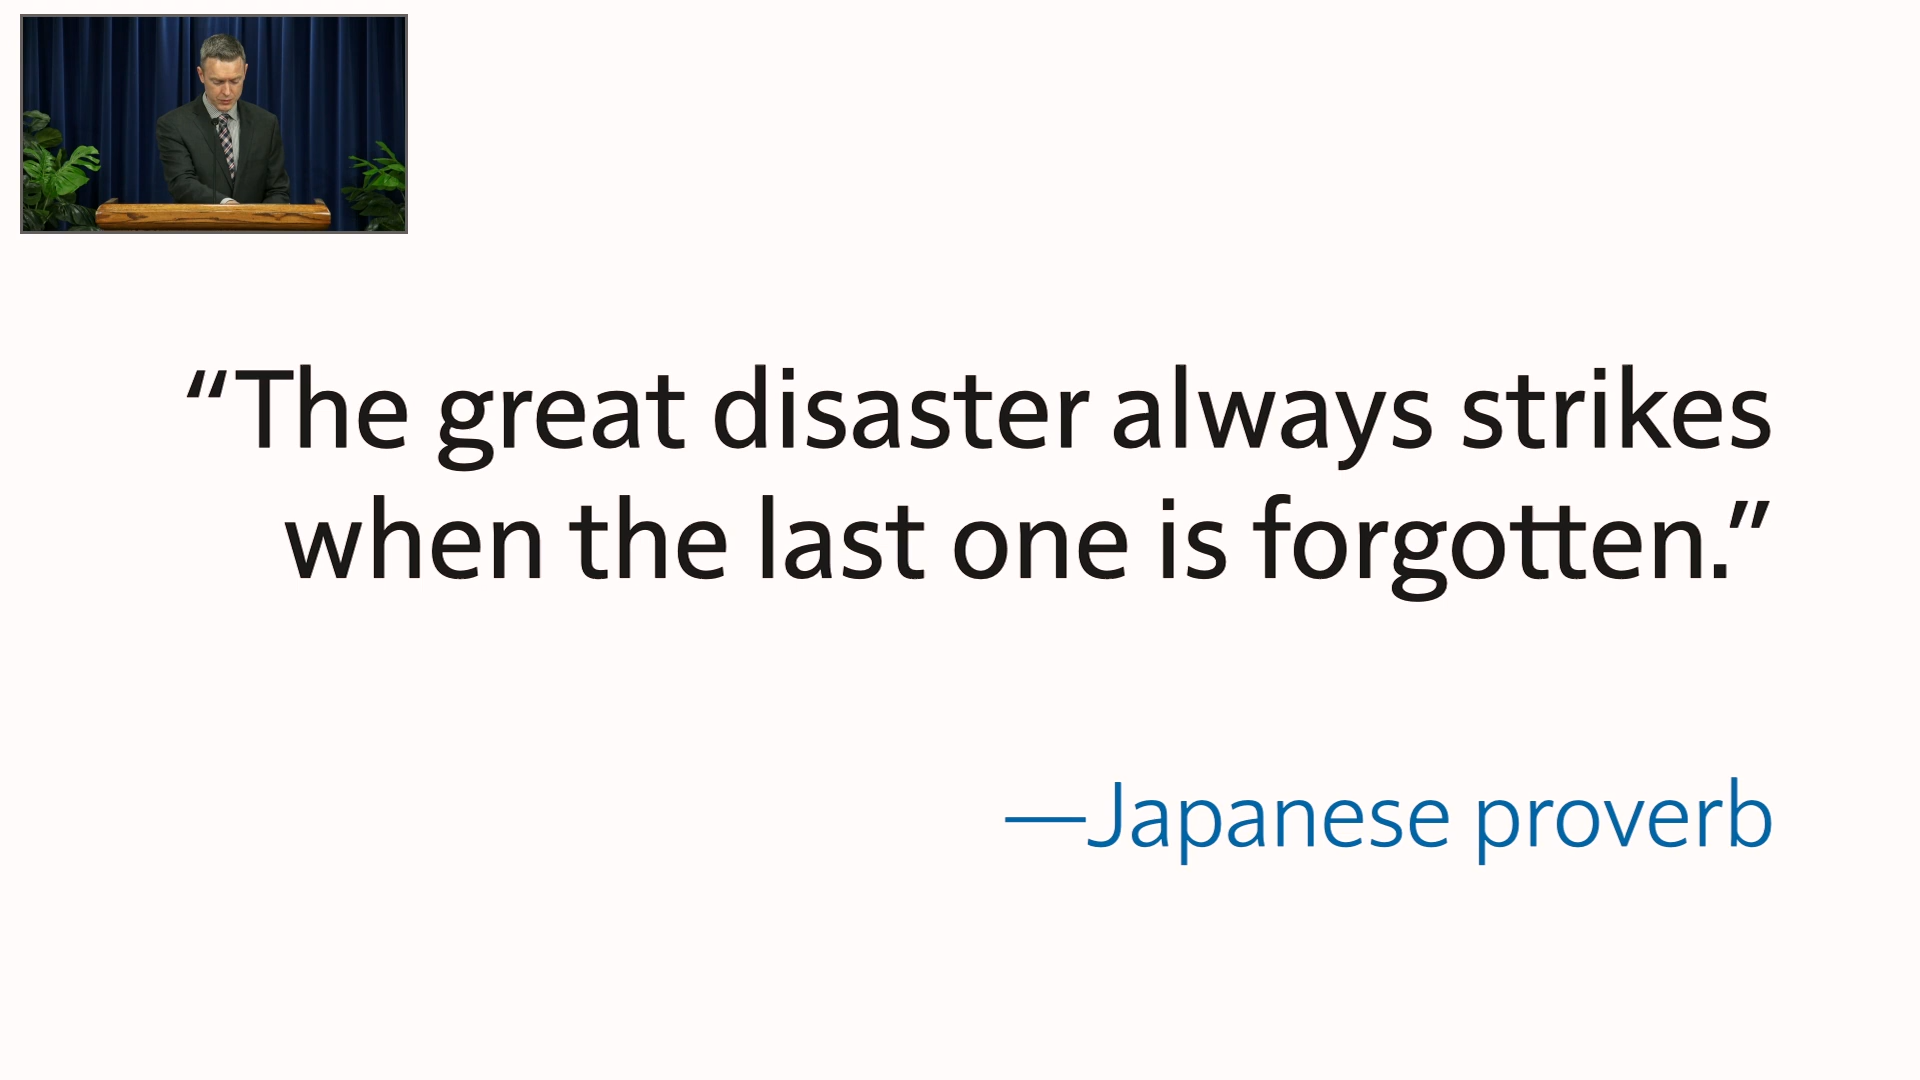 “The great disaster always strikes
when the last one is forgotten.”
—Japanese proverb